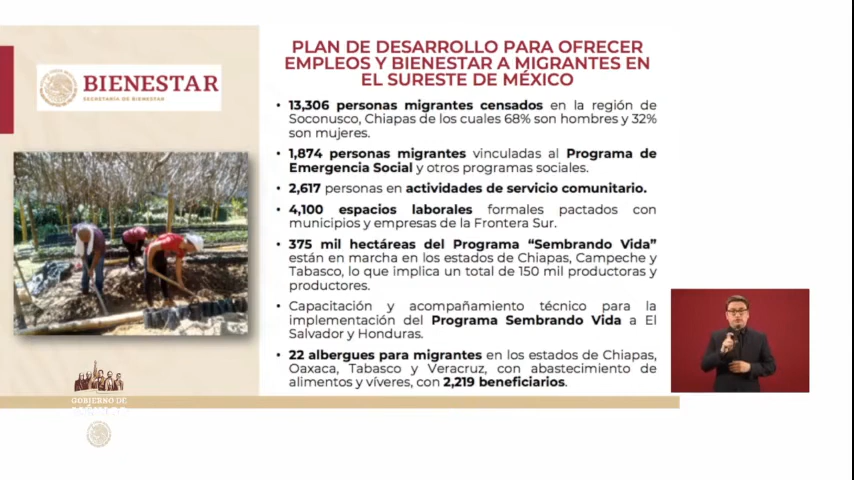 BIENESTAR
SECRETARÍA DE BIENESTAR
PLAN DE DESARROLLO PARA OFRECER
EMPLEOS Y BIENESTAR A MIGRANTES EN
EL SURESTE DE MÉXICO
• 13,306 personas migrantes censados en la región de
Soconusco, Chiapas de los cuales 68% son hombres y 32%
son mujeres.
• 1,874 personas migrantes vinculadas al Programa de
Emergencia Social y otros programas sociales.
• 2,617 personas en actividades de servicio comunitario.
• 4,100 espacios laborales formales pactados con
municipios y empresas de la Frontera Sur.
• 375 mil hectáreas del Programa “Sembrando Vida”
están en marcha en los estados de Chiapas, Campeche y
Tabasco, lo que implica un total de 150 mil productoras y
productores.
• Capacitación y acompañamiento técnico para la
implementación del Programa Sembrando Vida a El
Salvador y Honduras.
• 22 albergues para migrantes en los estados de Chiapas,
Oaxaca, Tabasco y Veracruz, con abastecimiento de
alimentos y víveres, con 2,219 beneficiarios.
GOBIERNO DE
MÉXICO